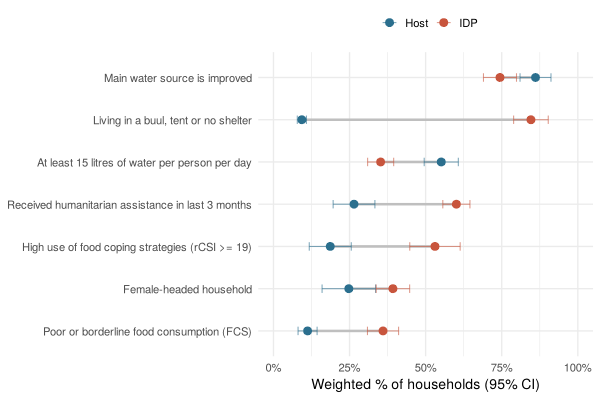 Host IDP
Main water source is improved
Living in a buul, tent or no shelter
At least 15 litres of water per person per day
Received humanitarian assistance in last 3 months
High use of food coping strategies (rCSI >= 19)
Female-headed household
Poor or borderline food consumption (FCS)
0% 25% 50% 75% 100%
Weighted % of households (95% CI)